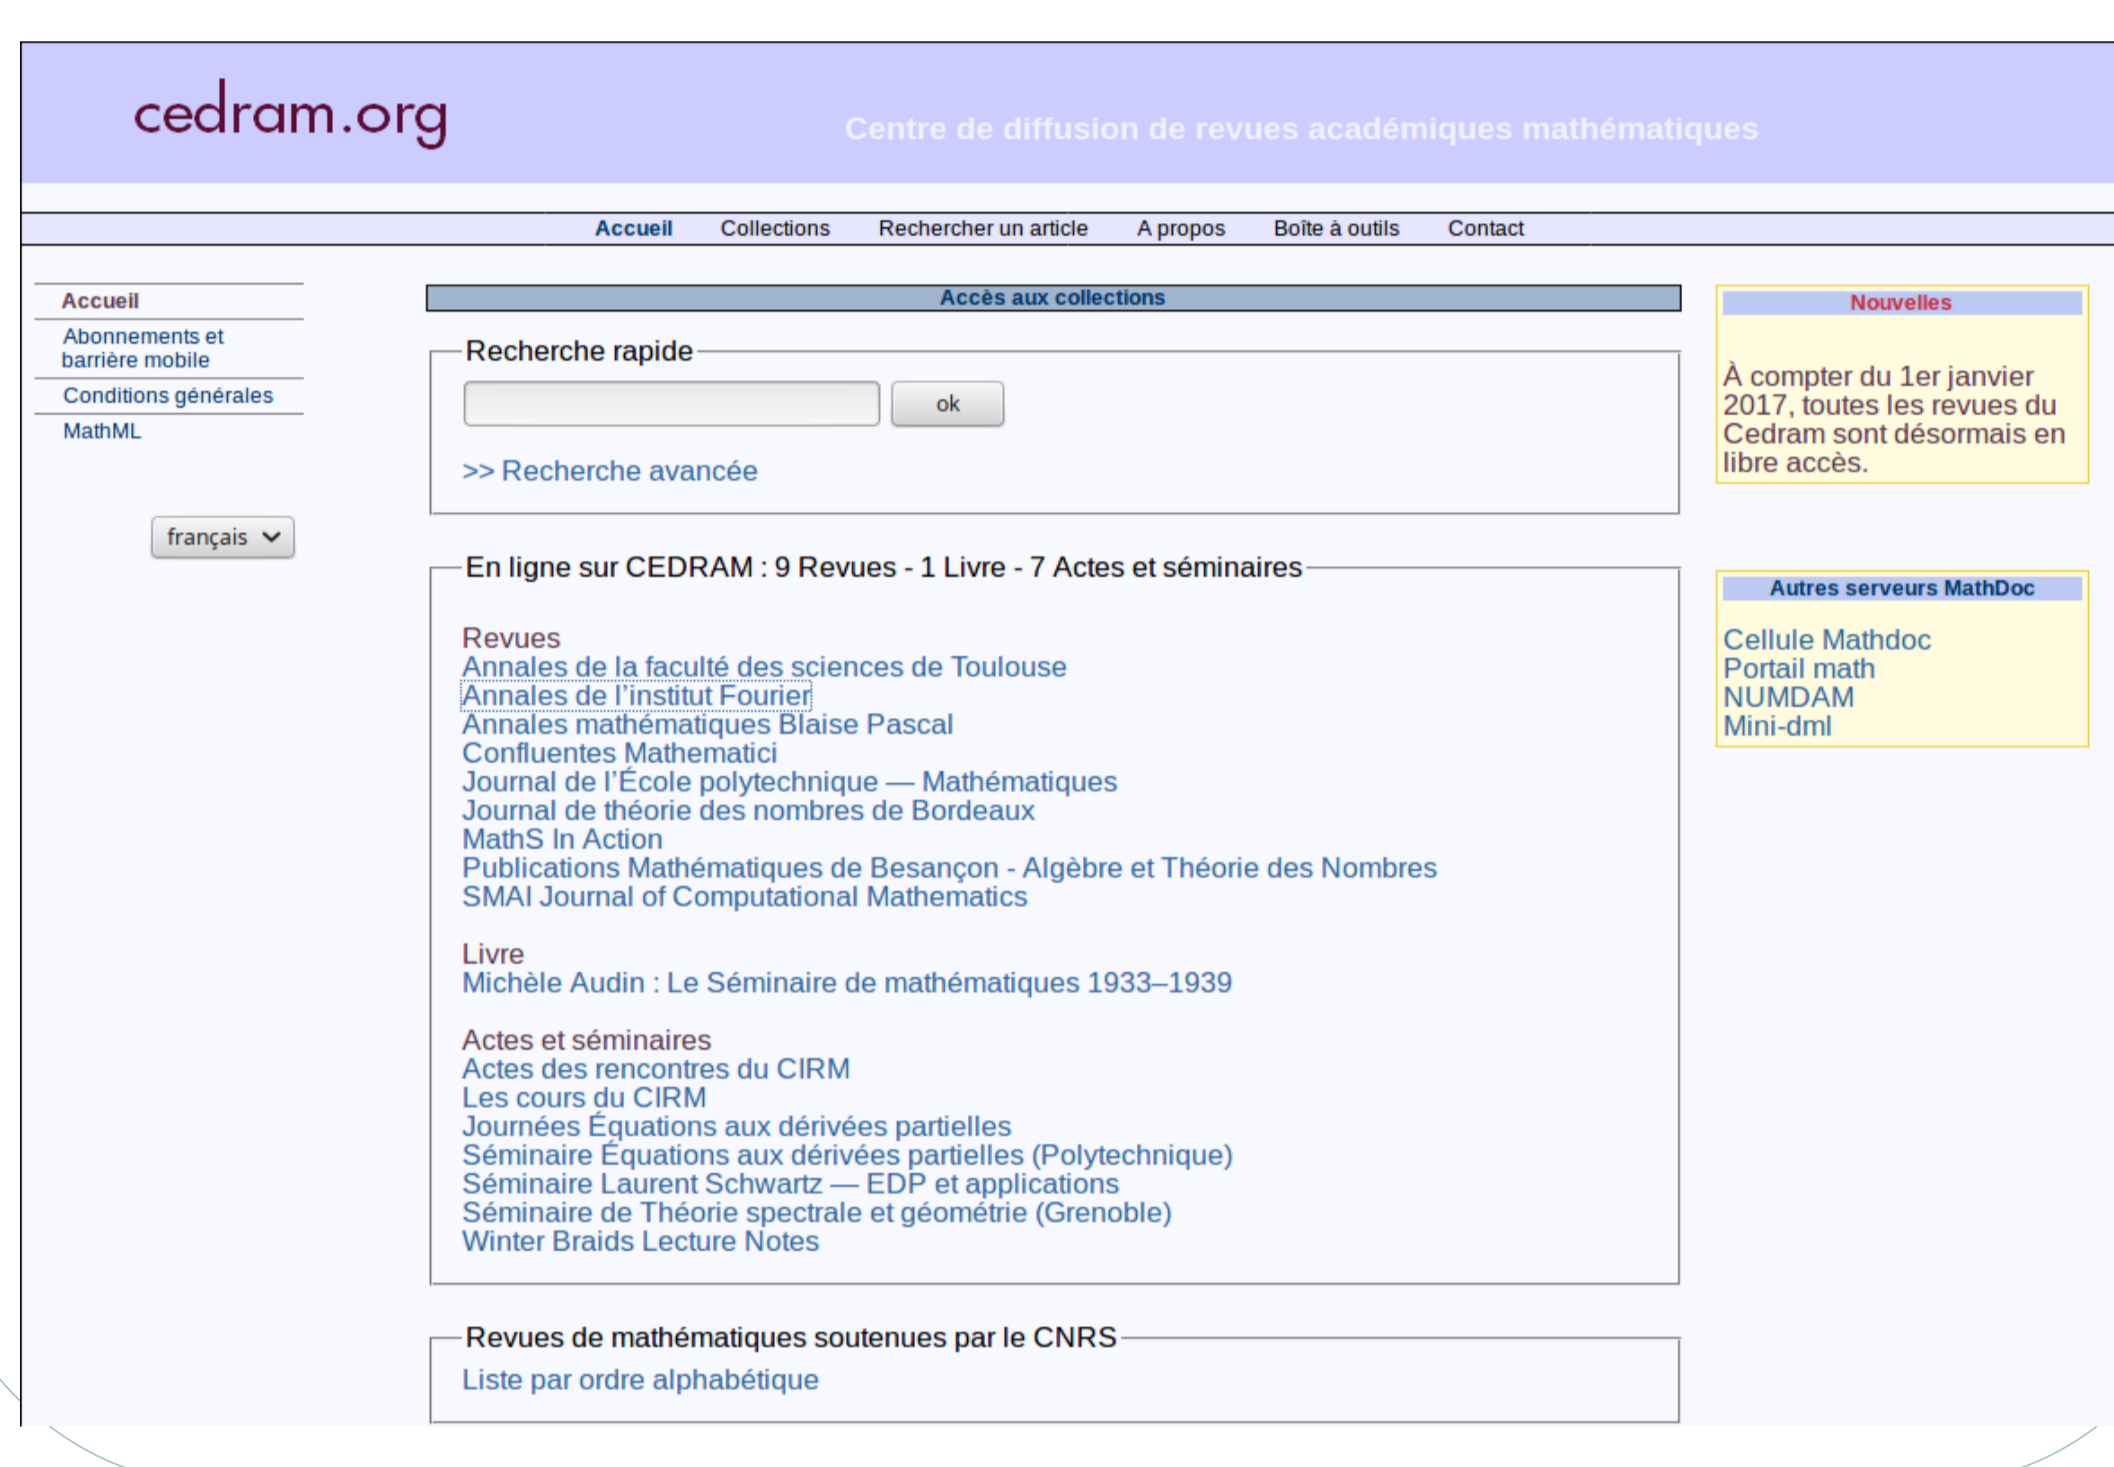 cedram.org
Centre de diffusion de revues académiques mathématiques
Accueil Collections Rechercher un article A propos Boîte à outils Contact
Accueil
Abonnements et
barrière mobile
Conditions générales
MathML
français
Accès aux collections
Recherche rapide
ok
>> Recherche avancée
En ligne sur CEDRAM : 9 Revues - 1 Livre - 7 Actes et séminaires
Revues
Annales de la faculté des sciences de Toulouse
Annales de l’institut Fourier
Annales mathématiques Blaise Pascal
Confluentes Mathematici
Journal de l’École polytechnique — Mathématiques
Journal de théorie des nombres de Bordeaux
MathS In Action
Publications Mathématiques de Besançon - Algèbre et Théorie des Nombres
SMAI Journal of Computational Mathematics
Livre
Michèle Audin : Le Séminaire de mathématiques 1933–1939
Actes et séminaires
Actes des rencontres du CIRM
Les cours du CIRM
Journées Équations aux dérivées partielles
Séminaire Équations aux dérivées partielles (Polytechnique)
Séminaire Laurent Schwartz — EDP et applications
Séminaire de Théorie spectrale et géométrie (Grenoble)
Winter Braids Lecture Notes
Revues de mathématiques soutenues par le CNRS
Liste par ordre alphabétique
Nouvelles
À compter du 1er janvier
2017, toutes les revues du
Cedram sont désormais en
libre accès.
Autres serveurs MathDoc
Cellule Mathdoc
Portail math
NUMDAM
Mini-dml